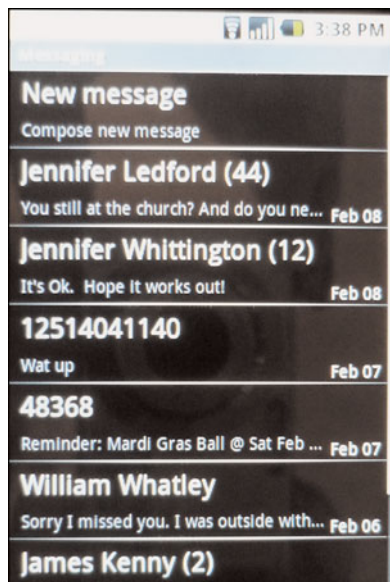 3:38 PM
Messaging
New message
Compose new message
Jennifer Ledford (44)
You still at the church? And do you ne... Feb 08
Jennifer Whittington (12)
It's Ok. Hope it works out!
Feb 08
12514041140
Wat up
Feb 07
48368
Reminder: Mardi Gras Ball @ Sat Feb ... Feb 07
William Whatley
Sorry I missed you. I was outside with... Feb 06
James Kenny (2)